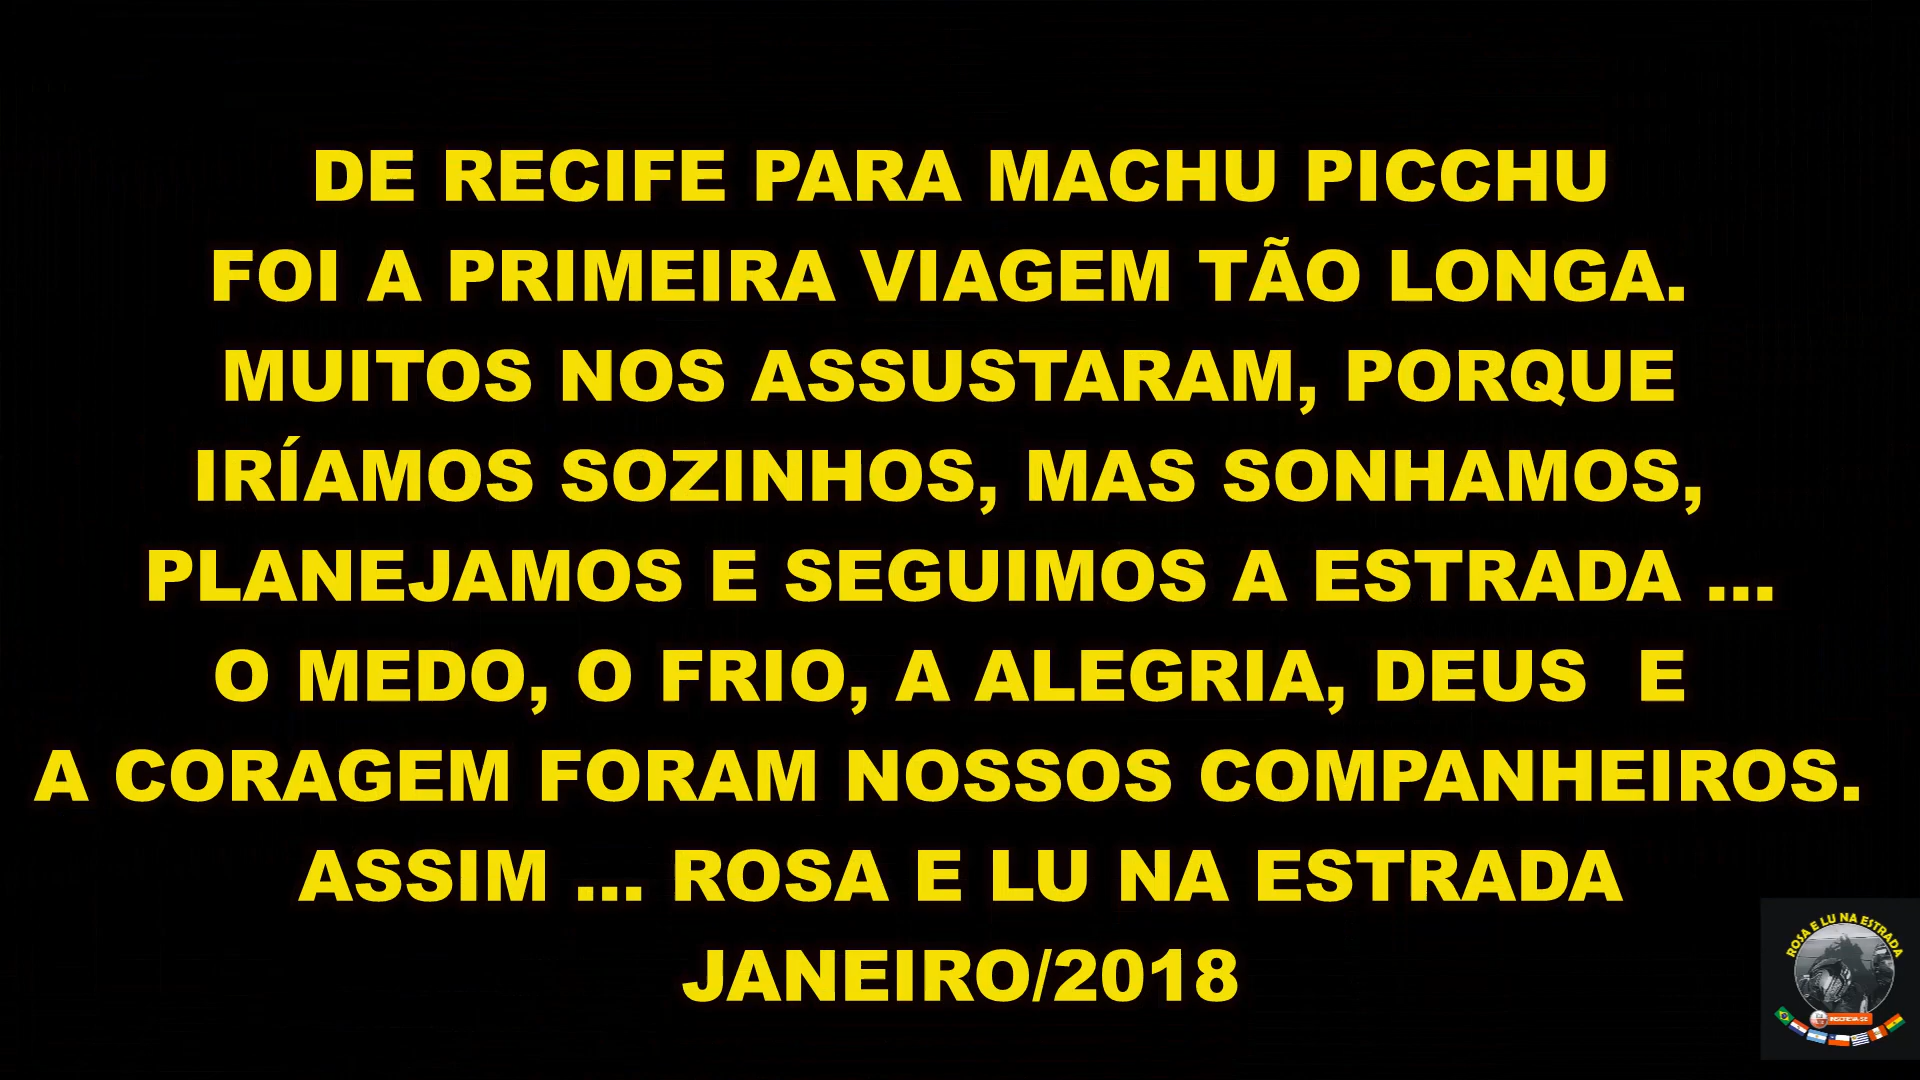 DE RECIFE PARA MACHU PICCHU
FOI A PRIMEIRA VIAGEM TÃO LONGA.
MUITOS NOS ASSUSTARAM, PORQUE
IRÍAMOS SOZINHOS, MAS SONHAMOS,
PLANEJAMOS E SEGUIMOS A ESTRADA ...
O MEDO, O FRIO, A ALEGRIA, DEUS  E
A CORAGEM FORAM NOSSOS COMPANHEIROS.
ASSIM ... ROSA E LU NA ESTRADA
JANEIRO/2018
ROSA E LU NA ESTRADA
INSCREVA-SE